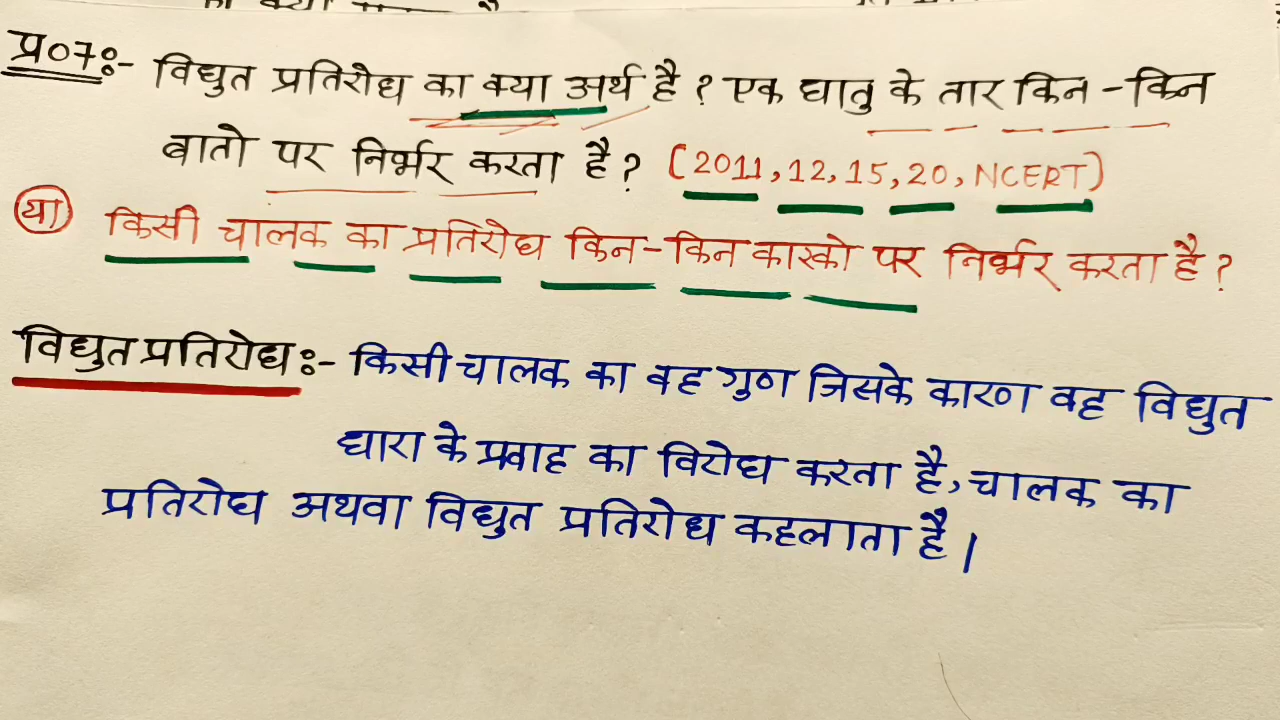 प्र०7ः- विद्युत प्रतिरोध का क्या अर्थ है ? एक धातु के तार किन-किन
बातो पर निर्भर करता है ? (2011, 12, 15, 20, NCERT)
(या) किसी चालक का प्रतिरोध किन-किन कारको पर निर्भर करता है ?
विद्युत प्रतिरोध ः- किसी चालक का वह गुण जिसके कारण वह विद्युत
धारा के प्रवाह का विरोध करता है, चालक का
प्रतिरोध अथवा विद्युत प्रतिरोध कहलाता है।